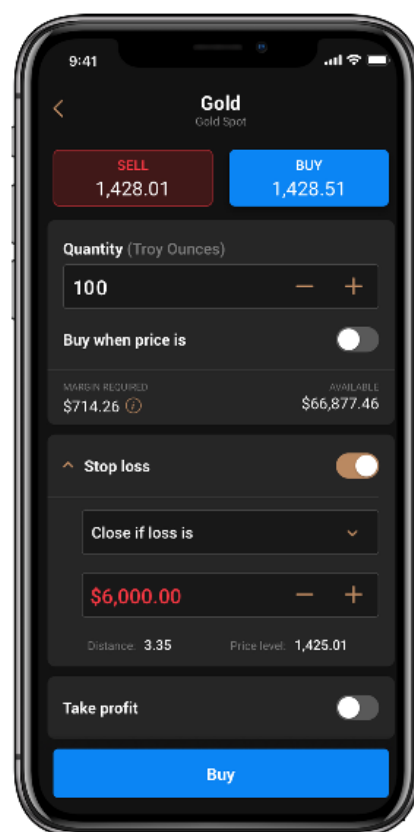 9:41
Gold
Gold Spot
SELL BUY
1,428.01 1,428.51
Quantity (Troy Ounces)
100 − +
Buy when price is
MARGIN REQUIRED AVAILABLE
$714.26 i $66,877.46
Stop loss
Close if loss is
$6,000.00 − +
Distance: 3.35 Price level: 1,425.01
Take profit
Buy